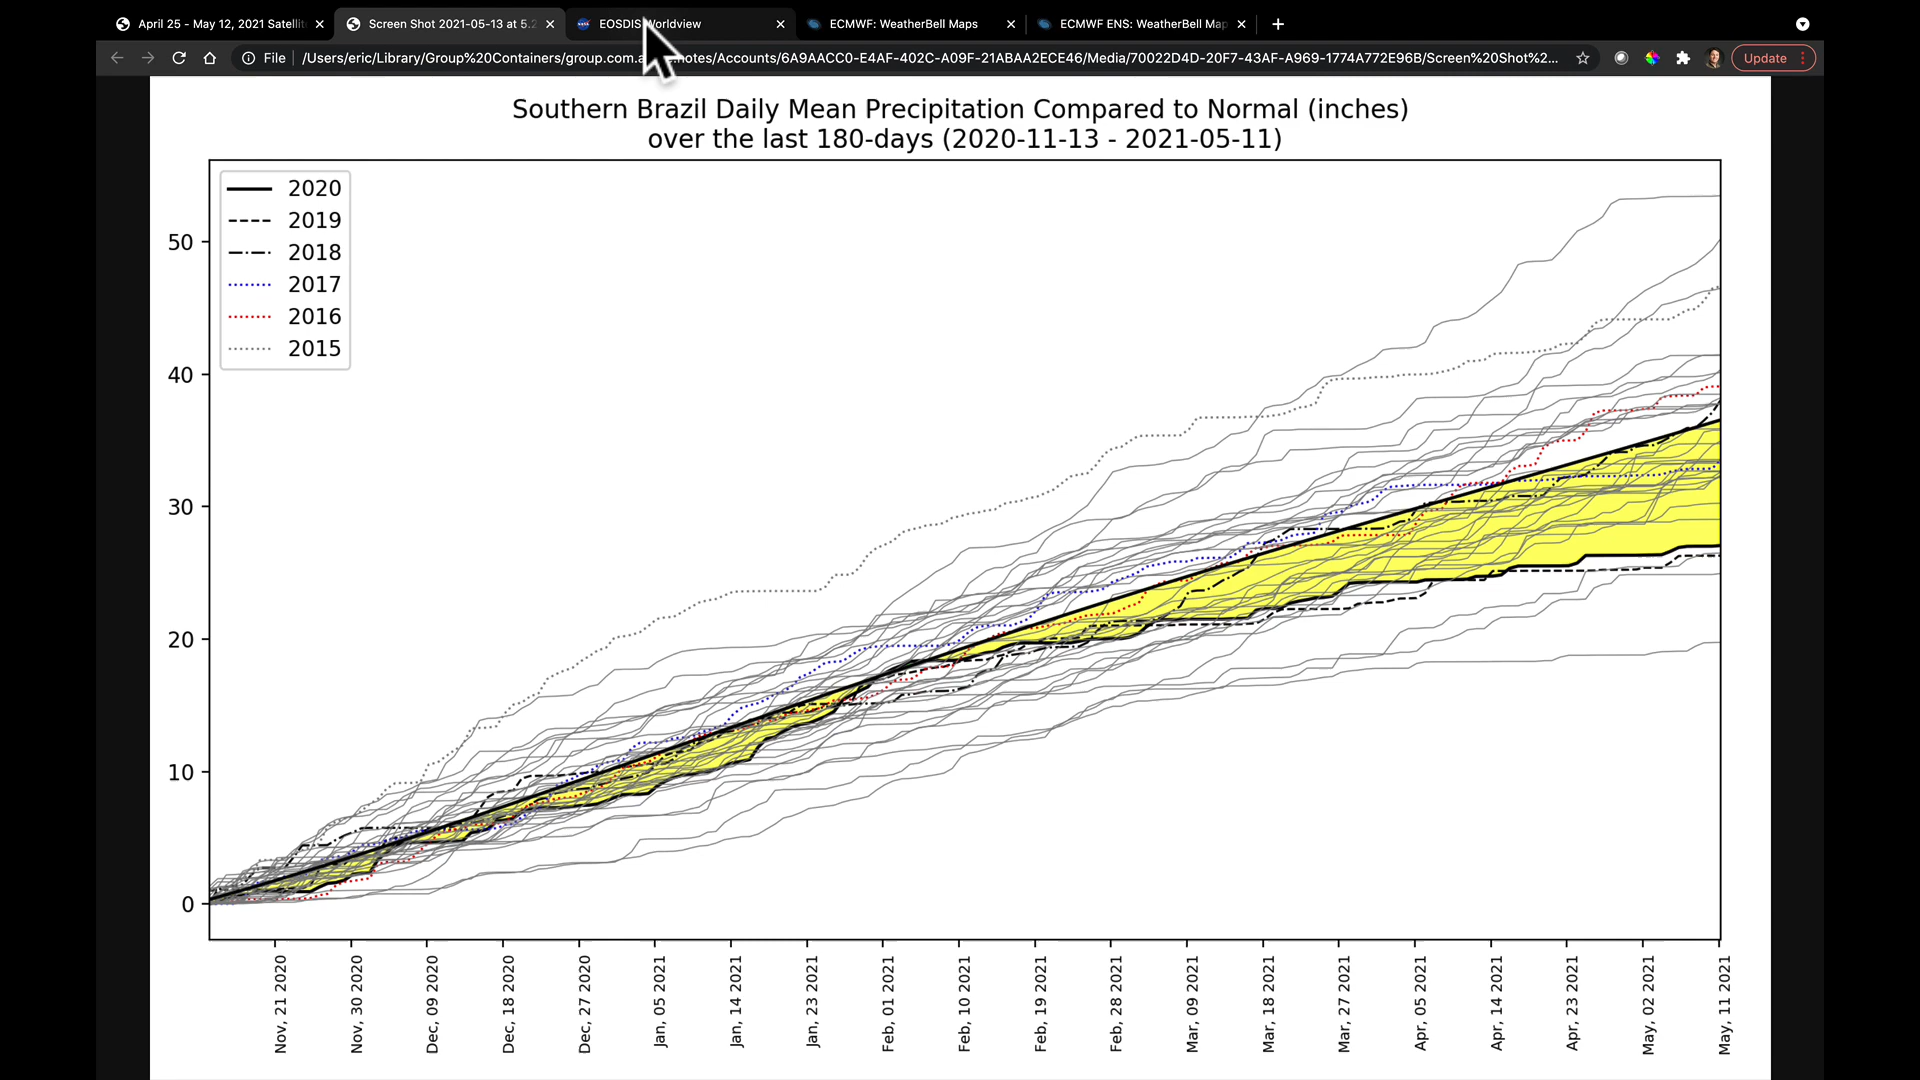 April 25 - May 12, 2021 Satellit
Screen Shot 2021-05-13 at 5.2
EOSDIS Worldview
ECMWF: WeatherBell Maps
ECMWF ENS: WeatherBell Map
File
/Users/eric/Library/Group%20Containers/group.com.a
notes/Accounts/6A9AACC0-E4AF-402C-A09F-21ABAA2ECE46/Media/70022D4D-20F7-43AF-A969-1774A772E96B/Screen%20Shot%2...
Update
Southern Brazil Daily Mean Precipitation Compared to Normal (inches)
over the last 180-days (2020-11-13 - 2021-05-11)
2020
2019
2018
2017
2016
2015
50
40
30
20
10
0
Nov, 21 2020
Nov, 30 2020
Dec, 09 2020
Dec, 18 2020
Dec, 27 2020
Jan, 05 2021
Jan, 14 2021
Jan, 23 2021
Feb, 01 2021
Feb, 10 2021
Feb, 19 2021
Feb, 28 2021
Mar, 09 2021
Mar, 18 2021
Mar, 27 2021
Apr, 05 2021
Apr, 14 2021
Apr, 23 2021
May, 02 2021
May, 11 2021